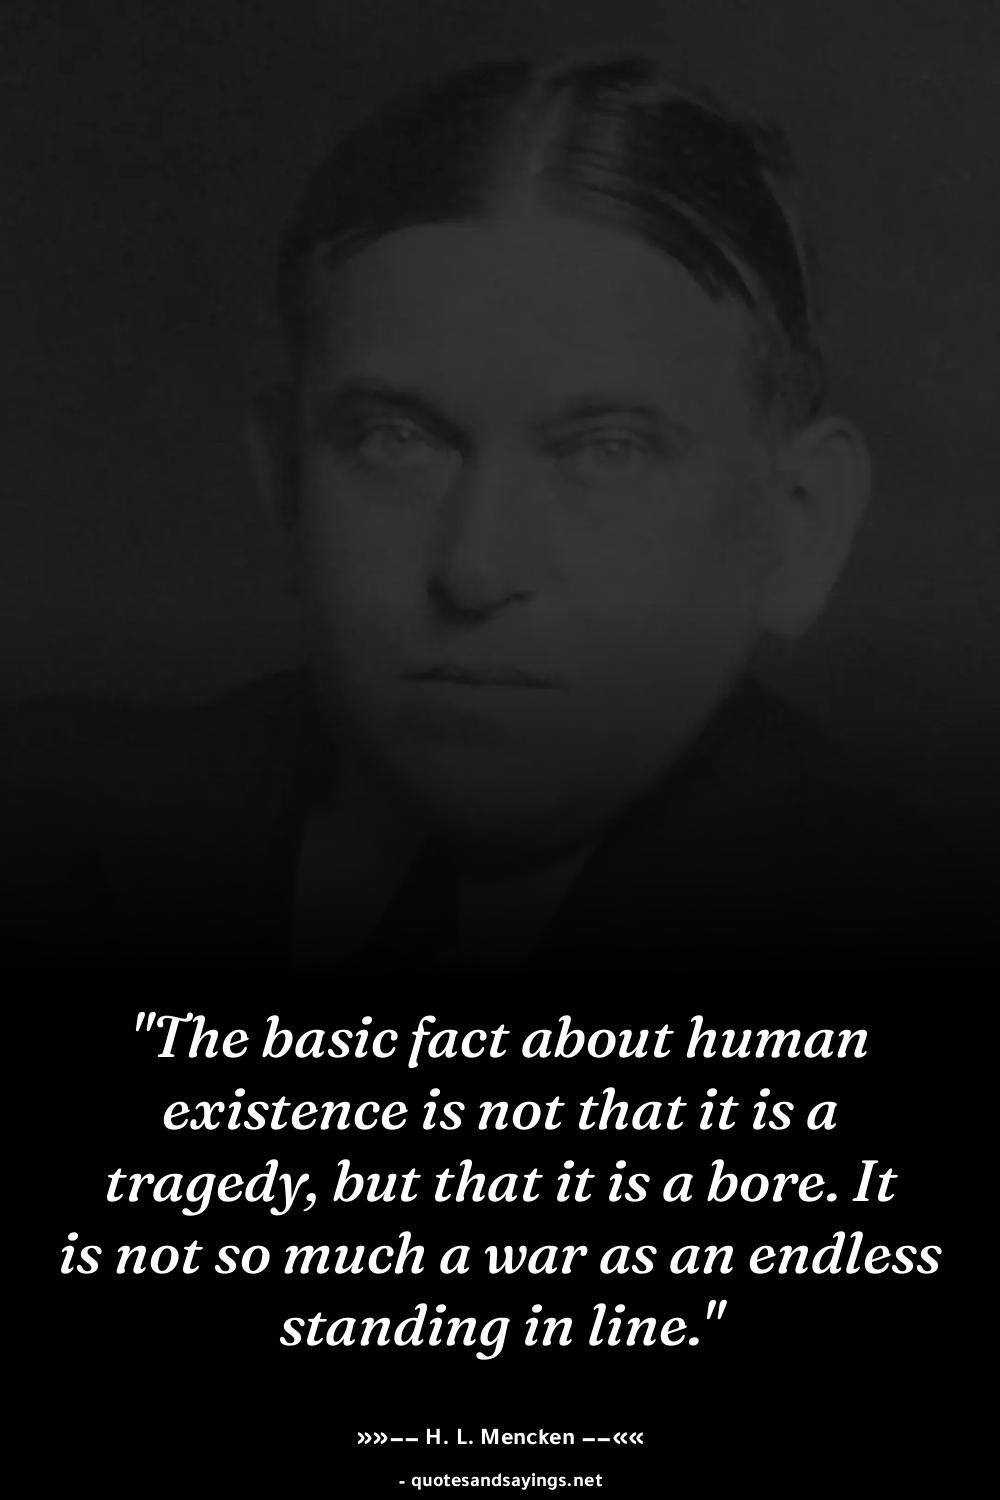 "The basic fact about human
existence is not that it is a
tragedy, but that it is a bore. It
is not so much a war as an endless
standing in line."
»»−− H. L. Mencken −−««
- quotesandsayings.net